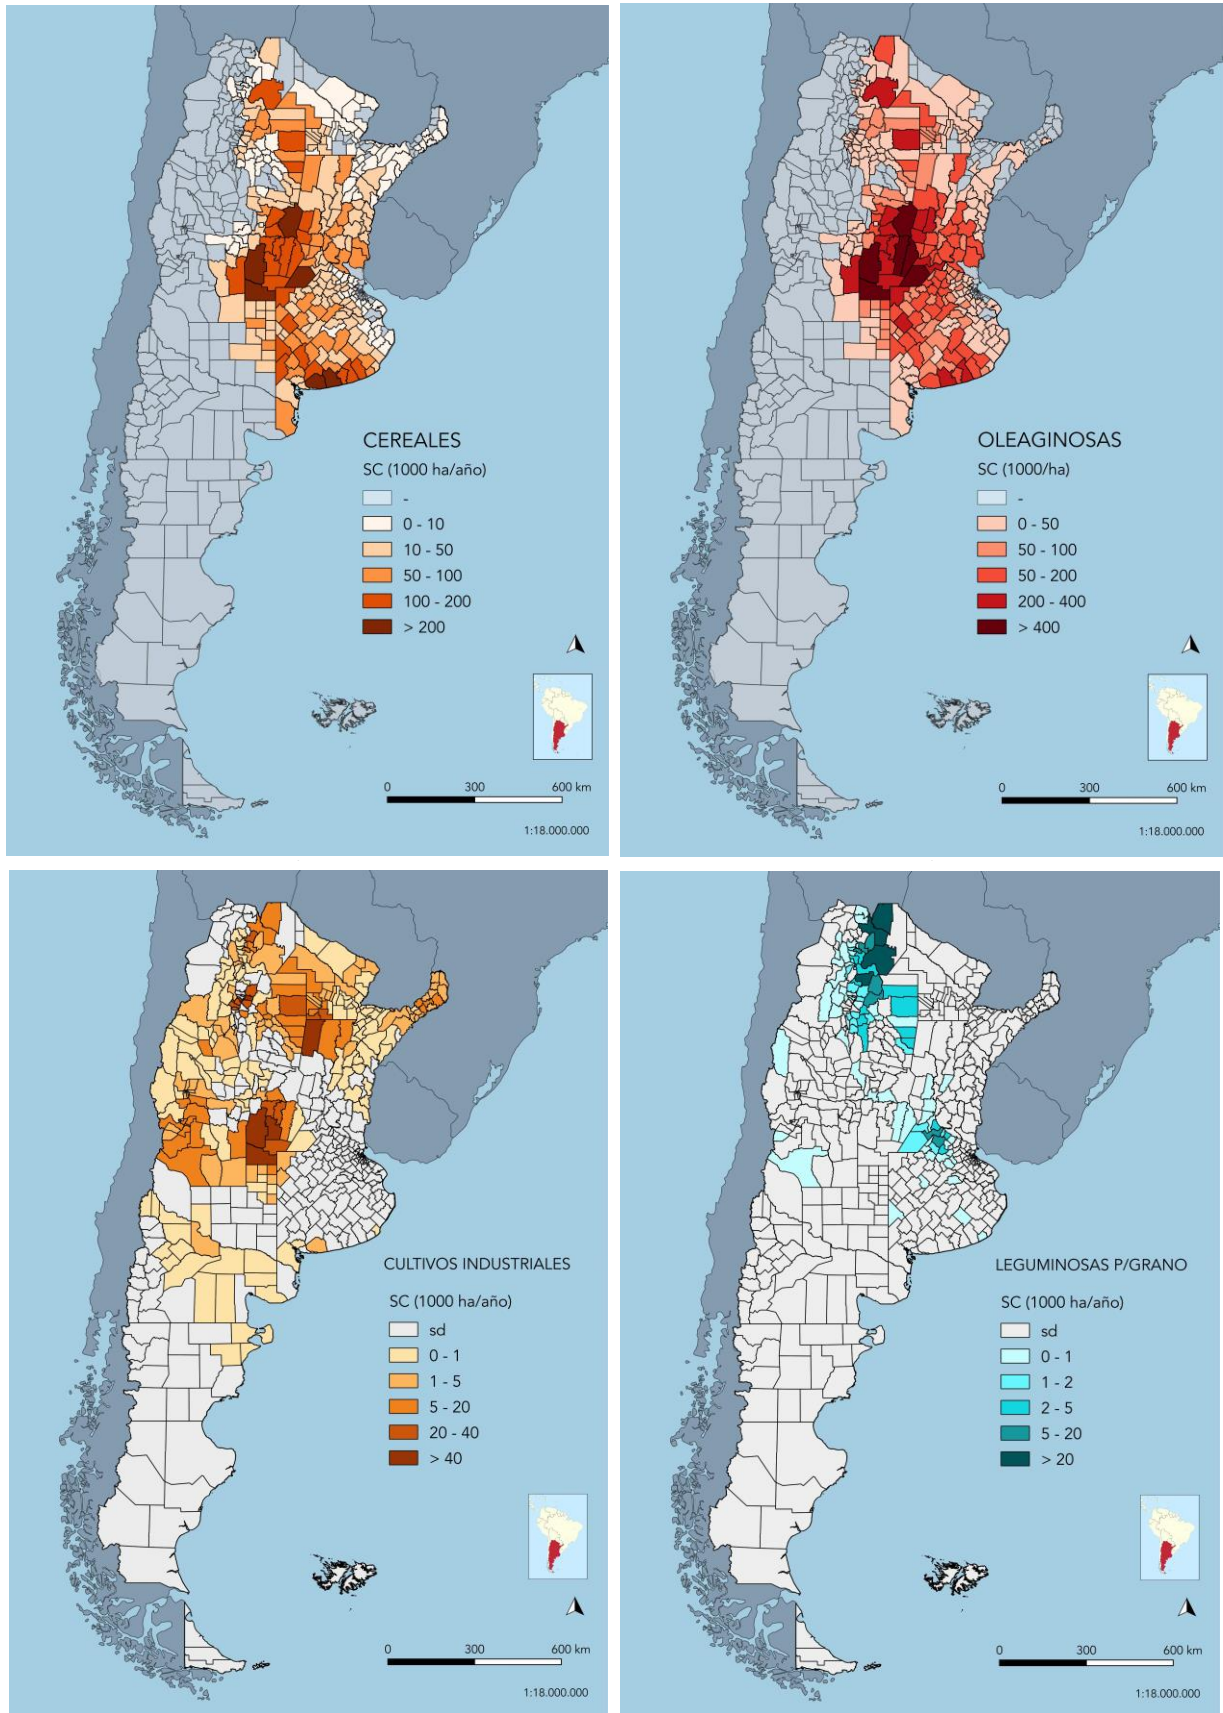 CEREALES
SC (1000 ha/año)
-
0 - 10
10 - 50
50 - 100
100 - 200
> 200
0 300 600 km
1:18.000.000
OLEAGINOSAS
SC (1000/ha)
-
0 - 50
50 - 100
50 - 200
200 - 400
> 400
0 300 600 km
1:18.000.000
CULTIVOS INDUSTRIALES
SC (1000 ha/año)
sd
0 - 1
1 - 5
5 - 20
20 - 40
> 40
0 300 600 km
1:18.000.000
LEGUMINOSAS P/GRANO
SC (1000 ha/año)
sd
0 - 1
1 - 2
2 - 5
5 - 20
> 20
0 300 600 km
1:18.000.000